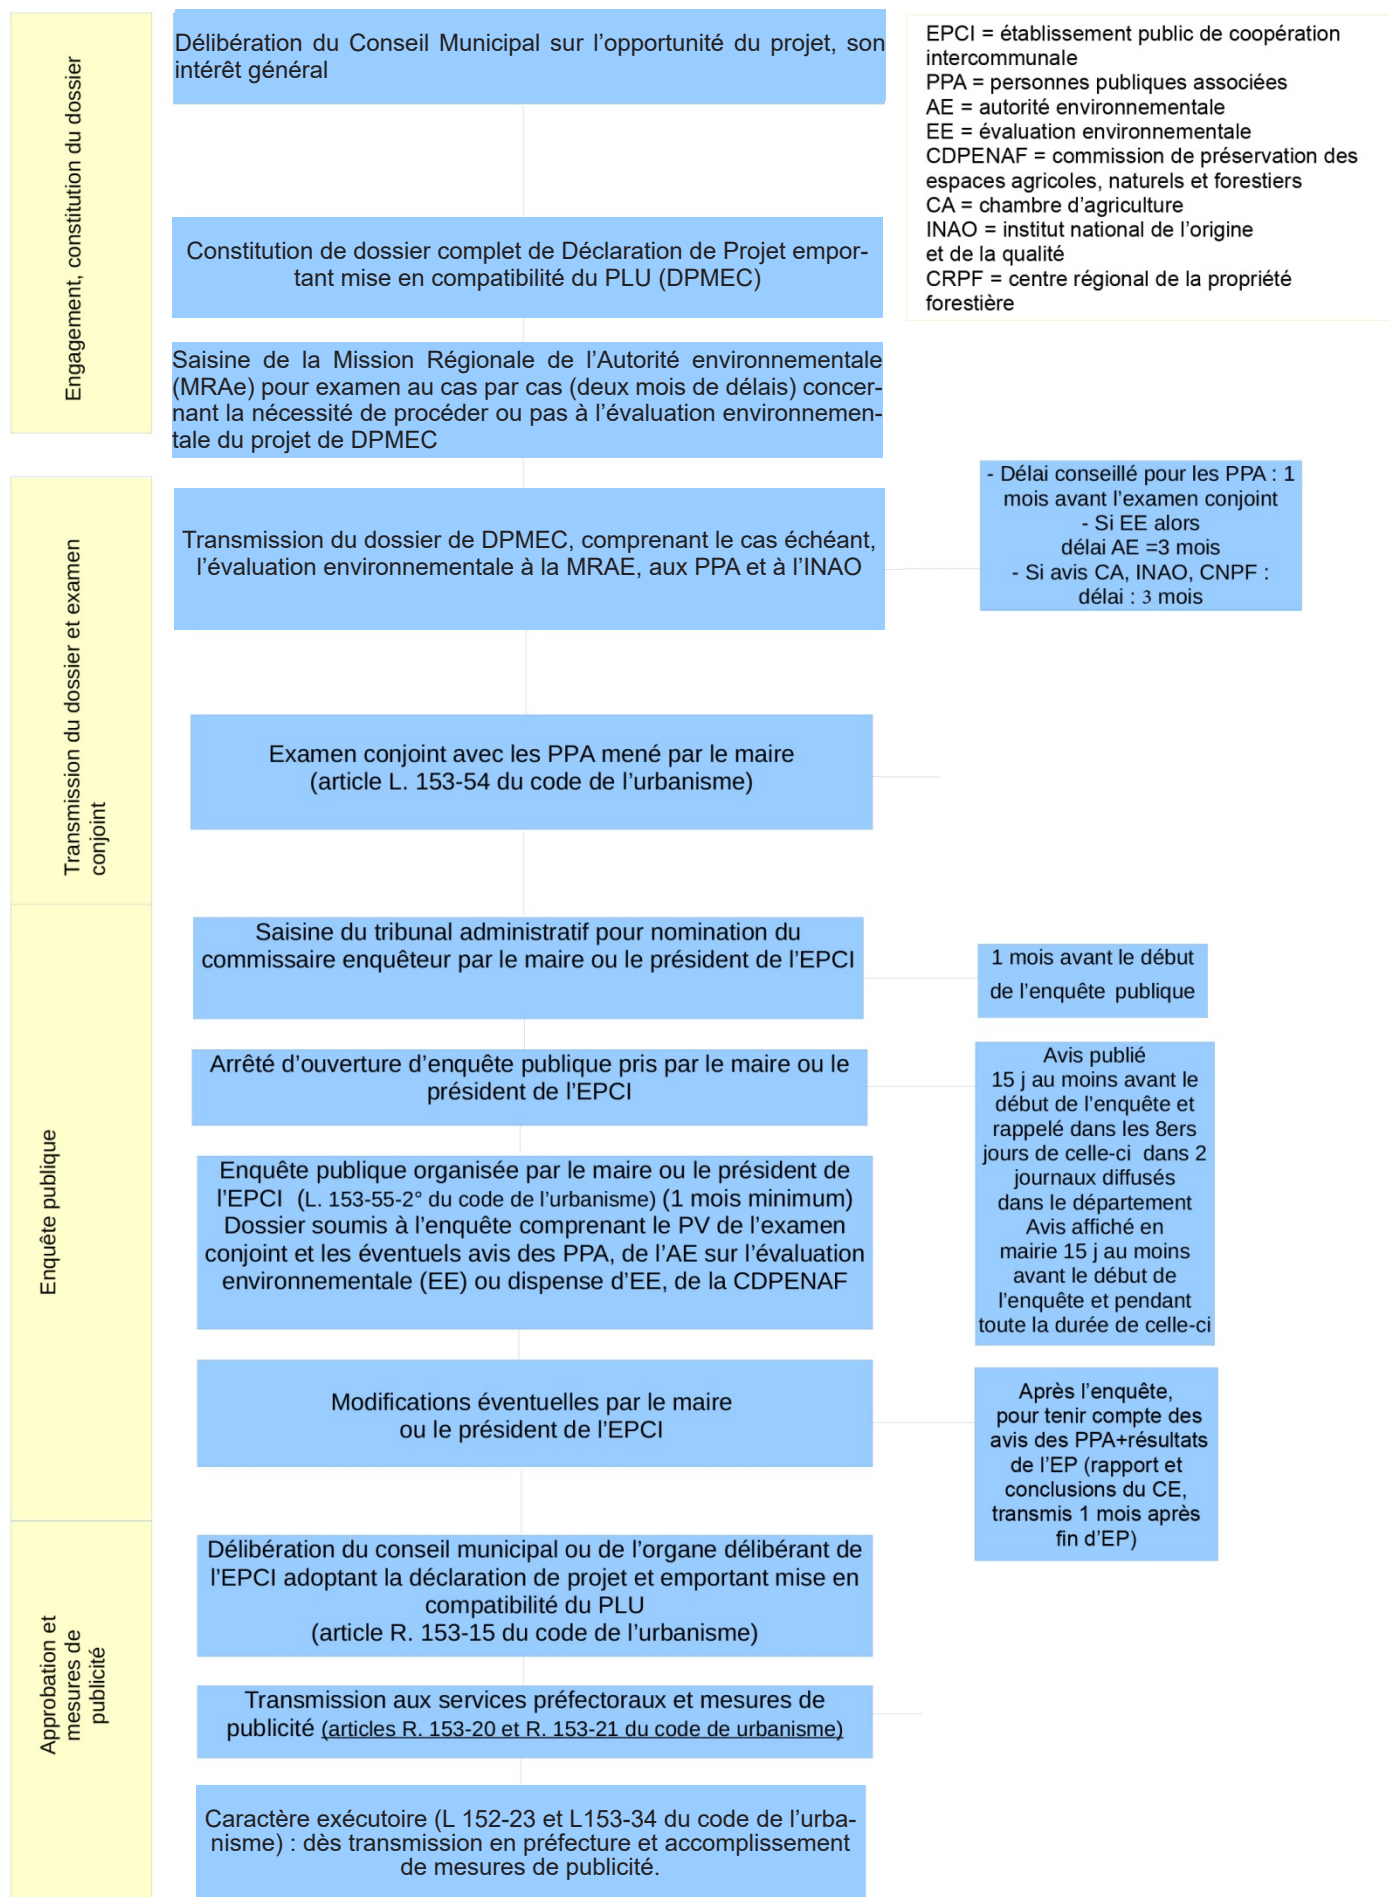 Engagement, constitution du dossier
Délibération du Conseil Municipal sur l’opportunité du projet, son
intérêt général
EPCI = établissement public de coopération
intercommunale
PPA = personnes publiques associées
AE = autorité environnementale
EE = évaluation environnementale
CDPENAF = commission de préservation des
espaces agricoles, naturels et forestiers
CA = chambre d’agriculture
INAO = institut national de l’origine
et de la qualité
CRPF = centre régional de la propriété
forestière
Constitution de dossier complet de Déclaration de Projet empor-
tant mise en compatibilité du PLU (DPMEC)
Saisine de la Mission Régionale de l’Autorité environnementale
(MRAe) pour examen au cas par cas (deux mois de délais) concer-
nant la nécessité de procéder ou pas à l’évaluation environnemen-
tale du projet de DPMEC
Transmission du dossier et examen
conjoint
Transmission du dossier de DPMEC, comprenant le cas échéant,
l’évaluation environnementale à la MRAE, aux PPA et à l’INAO
- Délai conseillé pour les PPA : 1
mois avant l’examen conjoint
- Si EE alors
délai AE =3 mois
- Si avis CA, INAO, CNPF :
délai : 3 mois
Examen conjoint avec les PPA mené par le maire
(article L. 153-54 du code de l’urbanisme)
Enquête publique
Saisine du tribunal administratif pour nomination du
commissaire enquêteur par le maire ou le président de l’EPCI
1 mois avant le début
de l’enquête publique
Arrêté d’ouverture d’enquête publique pris par le maire ou le
président de l’EPCI
Avis publié
15 j au moins avant le
début de l’enquête et
rappelé dans les 8ers
jours de celle-ci dans 2
journaux diffusés
dans le département
Avis affiché en
mairie 15 j au moins
avant le début de
l’enquête et pendant
toute la durée de celle-ci
Enquête publique organisée par le maire ou le président de
l’EPCI (L. 153-55-2° du code de l’urbanisme) (1 mois minimum)
Dossier soumis à l’enquête comprenant le PV de l’examen
conjoint et les éventuels avis des PPA, de l’AE sur l’évaluation
environnementale (EE) ou dispense d’EE, de la CDPENAF
Modifications éventuelles par le maire
ou le président de l’EPCI
Après l’enquête,
pour tenir compte des
avis des PPA+résultats
de l’EP (rapport et
conclusions du CE,
transmis 1 mois après
fin d’EP)
Approbation et
mesures de
publicité
Délibération du conseil municipal ou de l’organe délibérant de
l’EPCI adoptant la déclaration de projet et emportant mise en
compatibilité du PLU
(article R. 153-15 du code de l’urbanisme)
Transmission aux services préfectoraux et mesures de
publicité (articles R. 153-20 et R. 153-21 du code de urbanisme)
Caractère exécutoire (L 152-23 et L153-34 du code de l’urba-
nisme) : dès transmission en préfecture et accomplissement
de mesures de publicité.